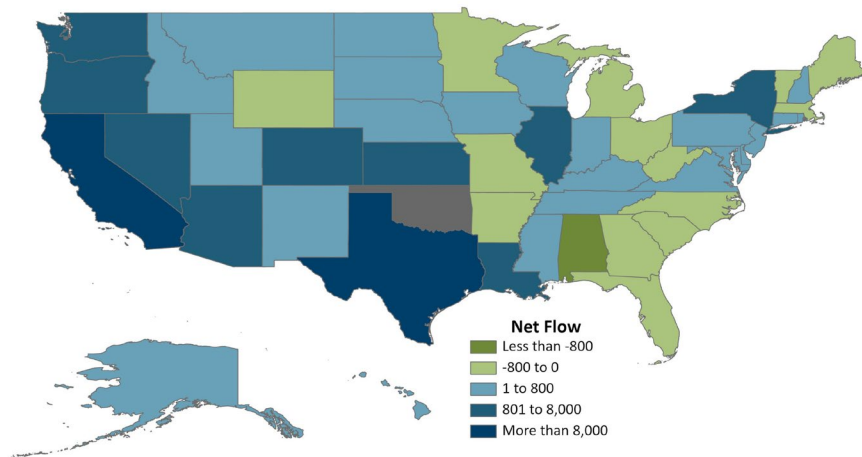 Net Flow
Less than -800
-800 to 0
1 to 800
801 to 8,000
More than 8,000